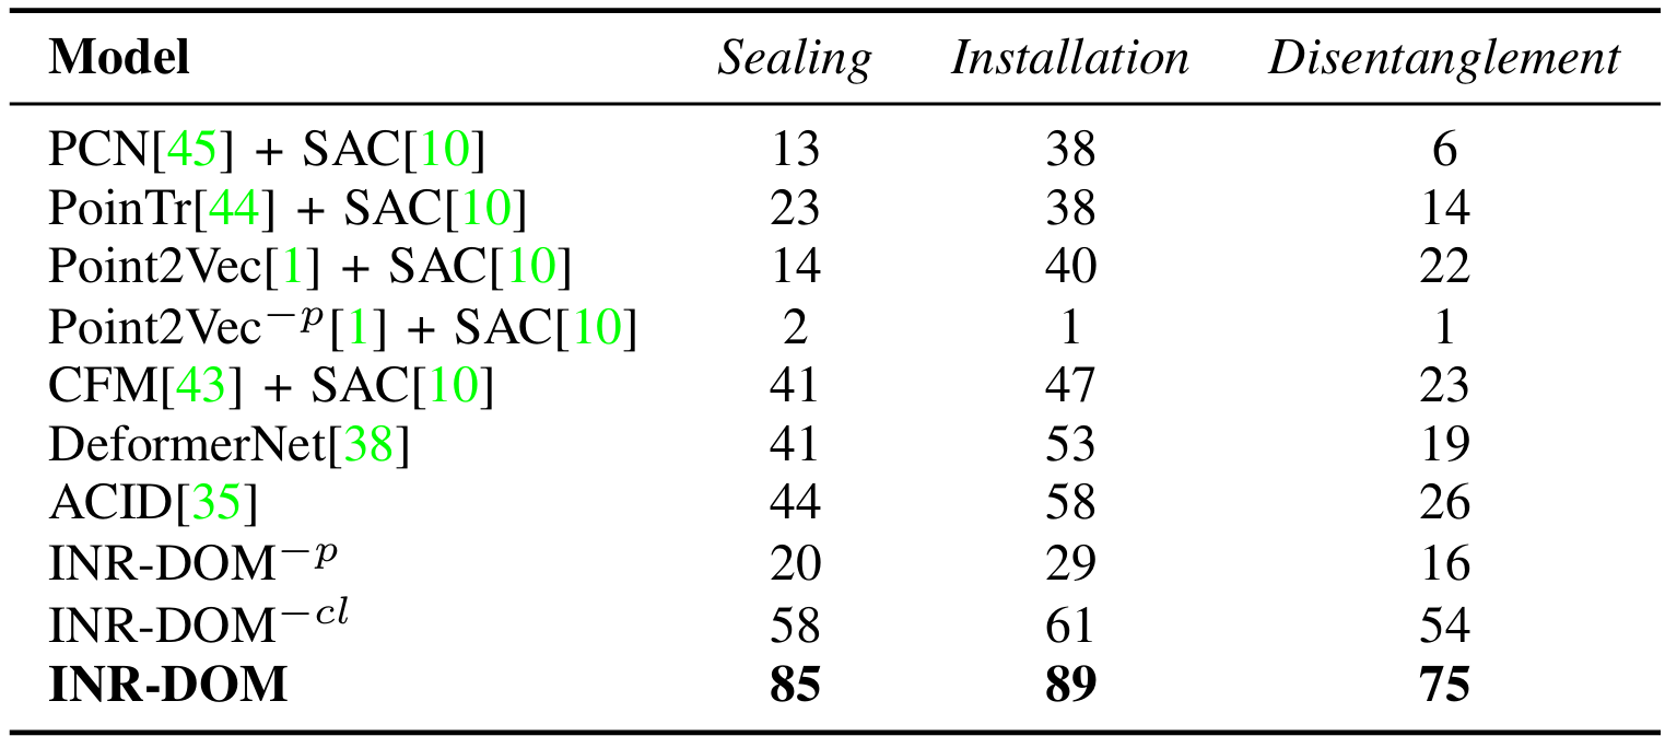 Model Sealing Installation Disentanglement
PCN[45] + SAC[10] 13 38 6
PoinTr[44] + SAC[10] 23 38 14
Point2Vec[1] + SAC[10] 14 40 22
Point2Vec⁻ᵖ[1] + SAC[10] 2 1 1
CFM[43] + SAC[10] 41 47 23
DeformerNet[38] 41 53 19
ACID[35] 44 58 26
INR-DOM⁻ᵖ 20 29 16
INR-DOM⁻ᶜˡ 58 61 54
INR-DOM 85 89 75